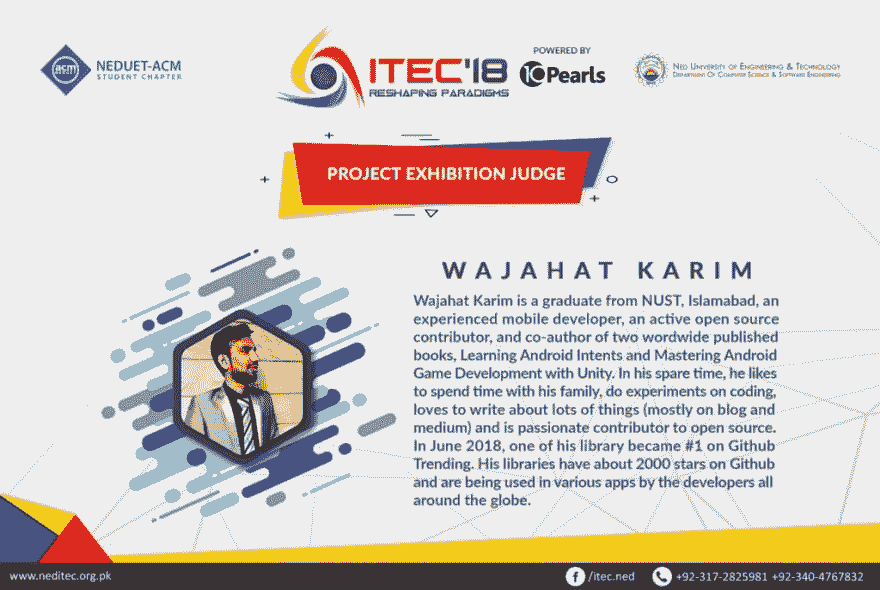 acm
NEDUET-ACM
STUDENT CHAPTER
ITEC'18
RESHAPING PARADIGMS
POWERED BY
10Pearls
NED UNIVERSITY OF ENGINEERING & TECHNOLOGY
DEPARTMENT OF COMPUTER SCIENCE & SOFTWARE ENGINEERING
PROJECT EXHIBITION JUDGE
WAJAHAT KARIM
Wajahat Karim is a graduate from NUST, Islamabad, an
experienced mobile developer, an active open source
contributor, and co-author of two wordwide published
books, Learning Android Intents and Mastering Android
Game Development with Unity. In his spare time, he likes
to spend time with his family, do experiments on coding,
loves to write about lots of things (mostly on blog and
medium) and is passionate contributor to open source.
In June 2018, one of his library became #1 on Github
Trending. His libraries have about 2000 stars on Github
and are being used in various apps by the developers all
around the globe.
www.neditec.org.pk
/itec.ned
+92-317-2825981 +92-340-4767832